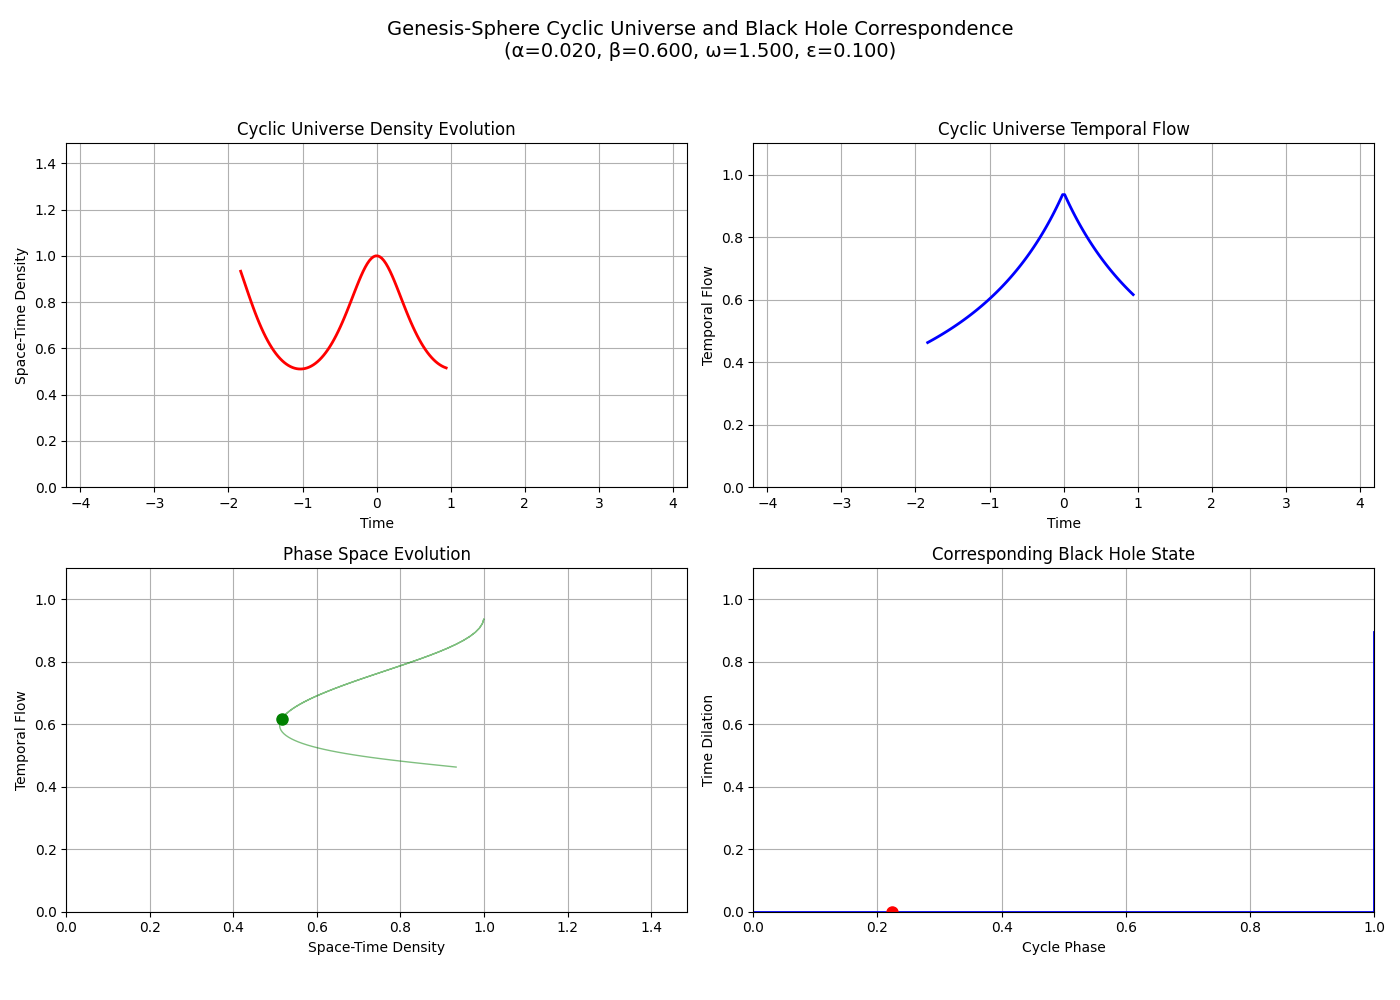 Genesis-Sphere Cyclic Universe and Black Hole Correspondence
(α=0.020, β=0.600, ω=1.500, ε=0.100)
Cyclic Universe Density Evolution
Space-Time Density
1.4
1.2
1.0
0.8
0.6
0.4
0.2
0.0
−4 −3 −2 −1 0 1 2 3 4
Time
Cyclic Universe Temporal Flow
Temporal Flow
1.0
0.8
0.6
0.4
0.2
0.0
−4 −3 −2 −1 0 1 2 3 4
Time
Phase Space Evolution
Temporal Flow
1.0
0.8
0.6
0.4
0.2
0.0
0.0 0.2 0.4 0.6 0.8 1.0 1.2 1.4
Space-Time Density
Corresponding Black Hole State
Time Dilation
1.0
0.8
0.6
0.4
0.2
0.0
0.0 0.2 0.4 0.6 0.8 1.0
Cycle Phase